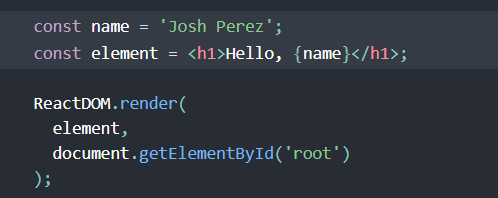 const name = 'Josh Perez';
const element = <h1>Hello, {name}</h1>;
ReactDOM.render(
element,
document.getElementById('root')
);